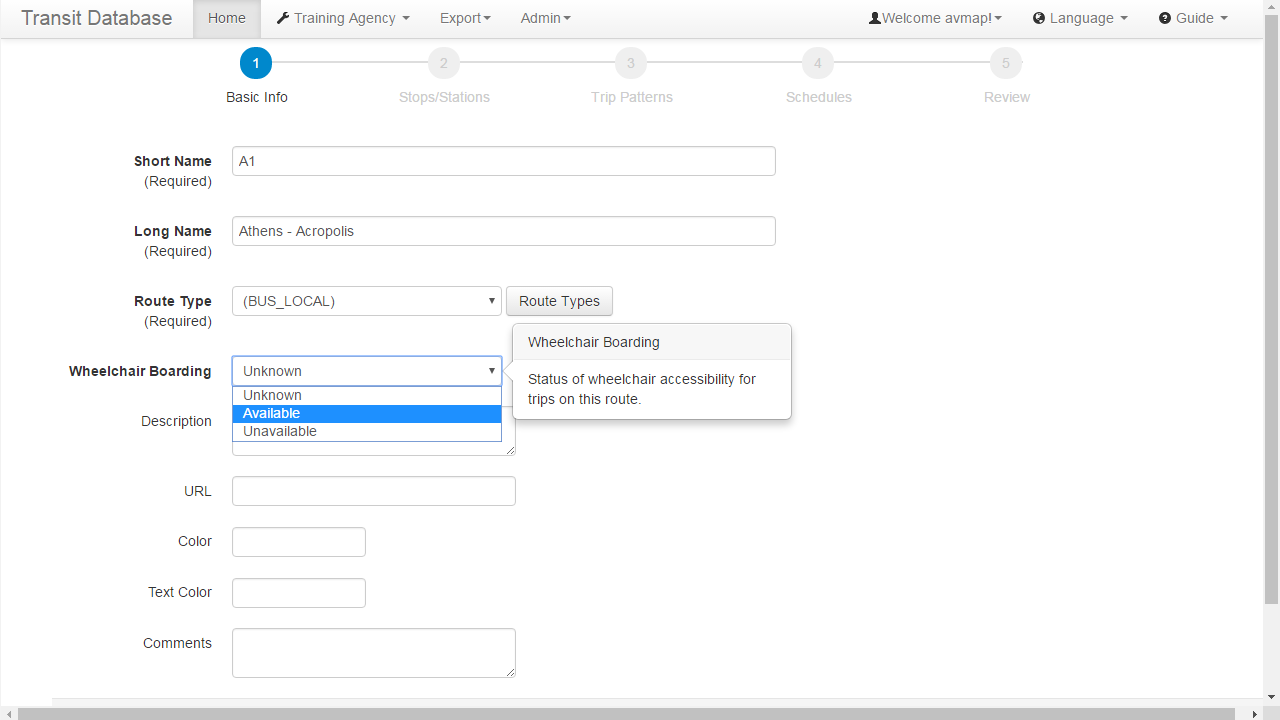 Transit Database Home Training Agency Export Admin Welcome avmap! Language Guide
1 2 3 4 5
Basic Info Stops/Stations Trip Patterns Schedules Review
Short Name A1
(Required)
Long Name Athens - Acropolis
(Required)
Route Type (BUS_LOCAL) Route Types
(Required)
Wheelchair Boarding
Wheelchair Boarding Unknown
Status of wheelchair accessibility for
trips on this route.
Unknown
Available
Unavailable
Description
URL
Color
Text Color
Comments